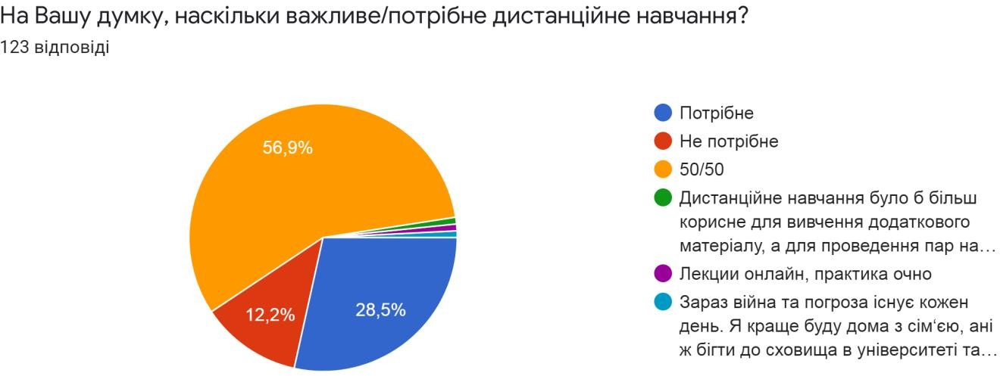 На Вашу думку, наскільки важливе/потрібне дистанційне навчання?
123 відповіді
56,9%
12,2%
28,5%
Потрібне
Не потрібне
50/50
Дистанційне навчання було б більш
корисне для вивчення додаткового
матеріалу, а для проведення пар на…
Лекции онлайн, практика очно
Зараз війна та погроза існує кожен
день. Я краще буду дома з сім‘єю, ані
ж бігти до сховища в університеті та…